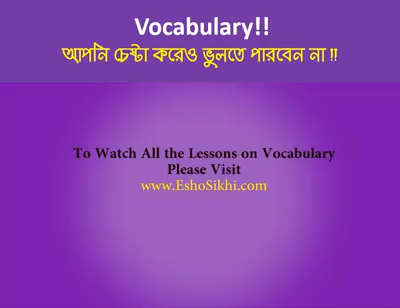 Vocabulary!!
আপনি চেষ্টা করেও ভুলতে পারবেন না !!
To Watch All the Lessons on Vocabulary
Please Visit
www.EshoSikhi.com